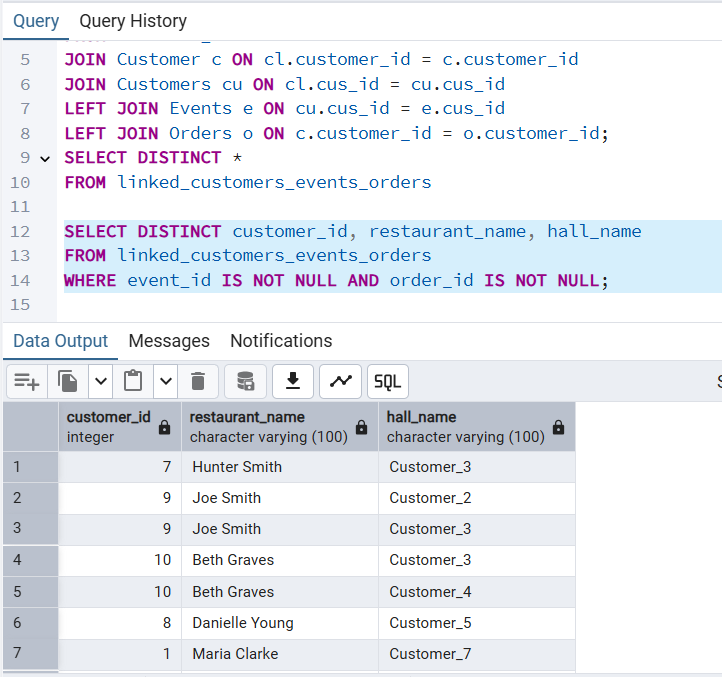 Query Query History
5 JOIN Customer c ON cl.customer_id = c.customer_id
6 JOIN Customers cu ON cl.cus_id = cu.cus_id
7 LEFT JOIN Events e ON cu.cus_id = e.cus_id
8 LEFT JOIN Orders o ON c.customer_id = o.customer_id;
9 SELECT DISTINCT *
10 FROM linked_customers_events_orders
11
12 SELECT DISTINCT customer_id, restaurant_name, hall_name
13 FROM linked_customers_events_orders
14 WHERE event_id IS NOT NULL AND order_id IS NOT NULL;
15
Data Output Messages Notifications
SQL
customer_id restaurant_name hall_name
integer character varying (100) character varying (100)
1 7 Hunter Smith Customer_3
2 9 Joe Smith Customer_2
3 9 Joe Smith Customer_3
4 10 Beth Graves Customer_3
5 10 Beth Graves Customer_4
6 8 Danielle Young Customer_5
7 1 Maria Clarke Customer_7